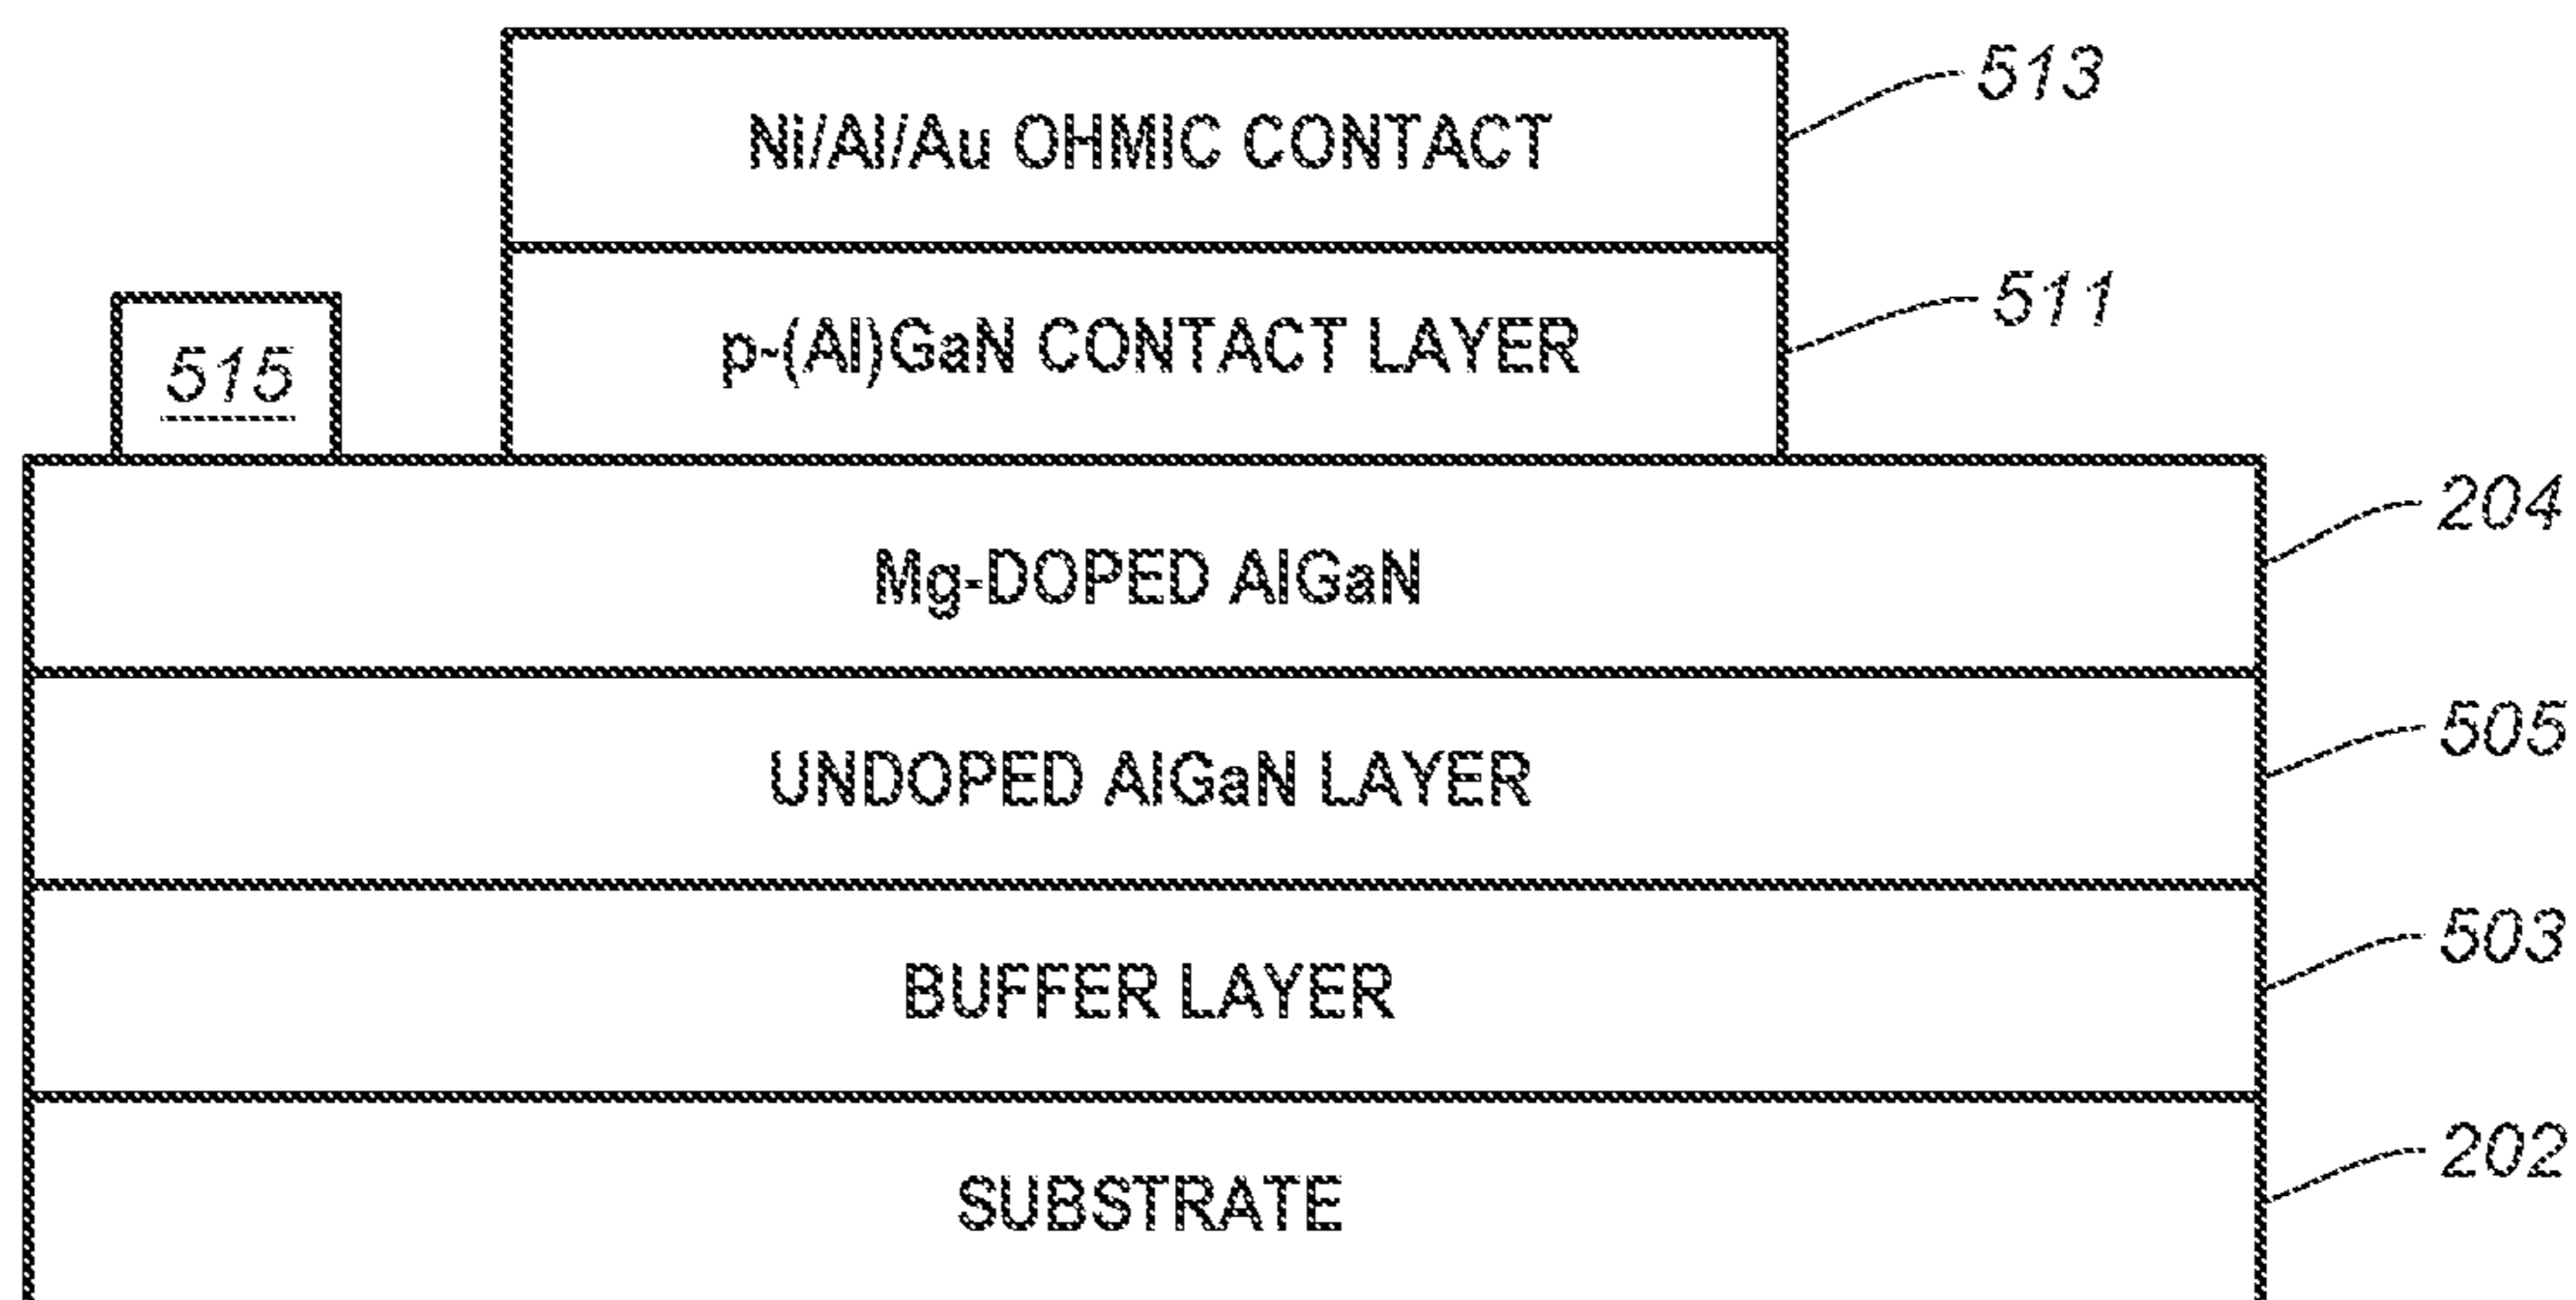 Ni/Al/Au OHMIC CONTACT
513
p-(Al)GaN CONTACT LAYER
511
515
Mg-DOPED AlGaN
204
UNDOPED AlGaN LAYER
505
BUFFER LAYER
503
SUBSTRATE
202